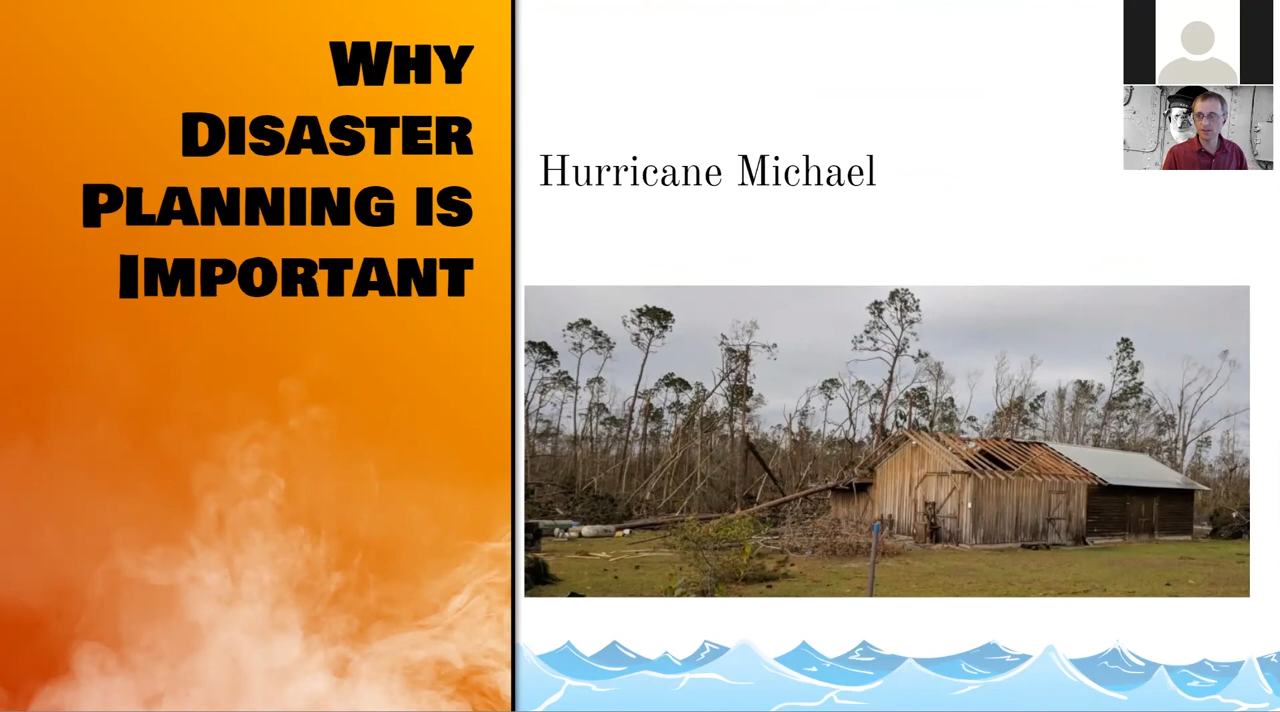 Why
Disaster
Planning is
Important
Hurricane Michael